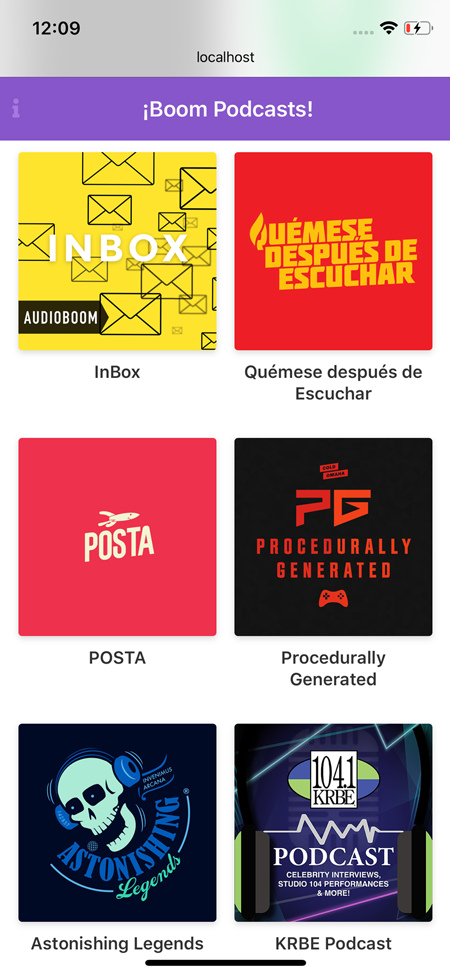 12:09
localhost
¡Boom Podcasts!
INBOX
AUDIOBOOM
QUÉMESE
DESPUÉS DE
ESCUCHAR
InBox
Quémese después de
Escuchar
POSTA
COLD
OMAHA
PG
PROCEDURALLY
GENERATED
POSTA
Procedurally
Generated
INVENIMUS
ARCANA
ASTONISHING®
Legends
104.1
KRBE
PODCAST
CELEBRITY INTERVIEWS,
STUDIO 104 PERFORMANCES
& MORE!
Astonishing Legends
KRBE Podcast